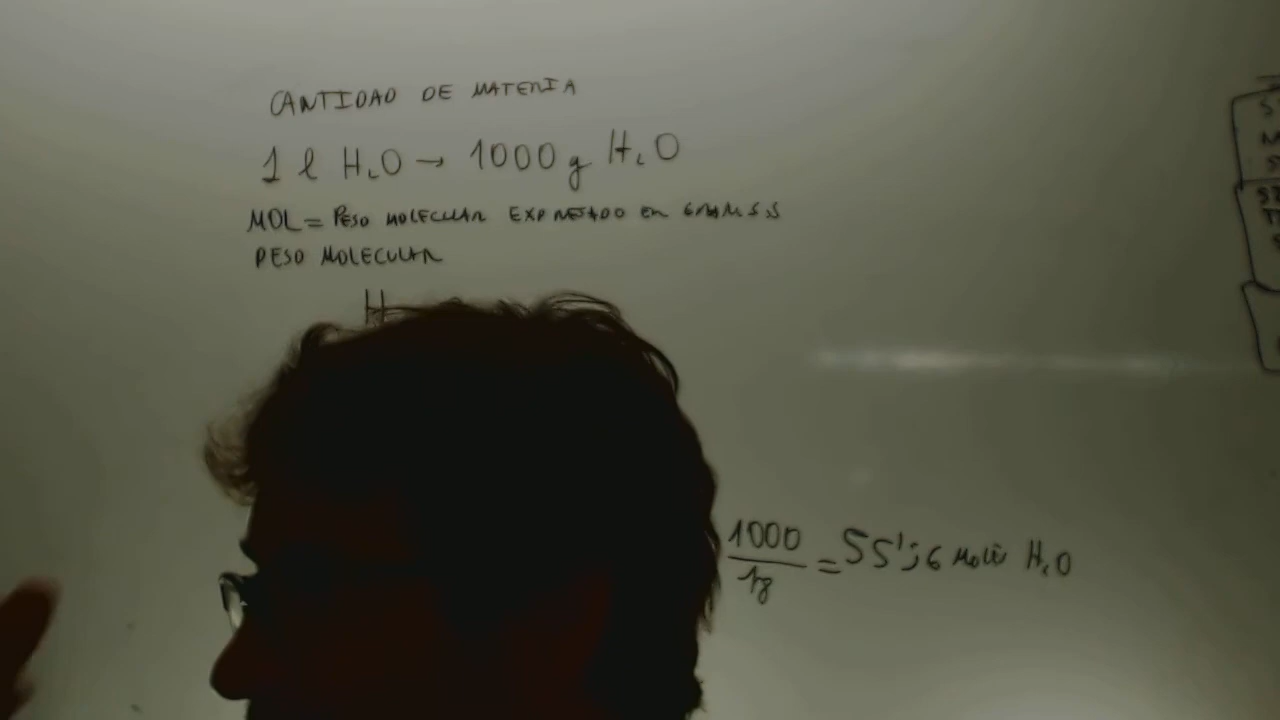 CANTIDAD DE MATERIA
1 l H₂O → 1000 g H₂O
MOL = PESO MOLECULAR EXPRESADO EN GRAMOS
PESO MOLECULAR
H
1000 / 18 = 55'56 moles H₂O